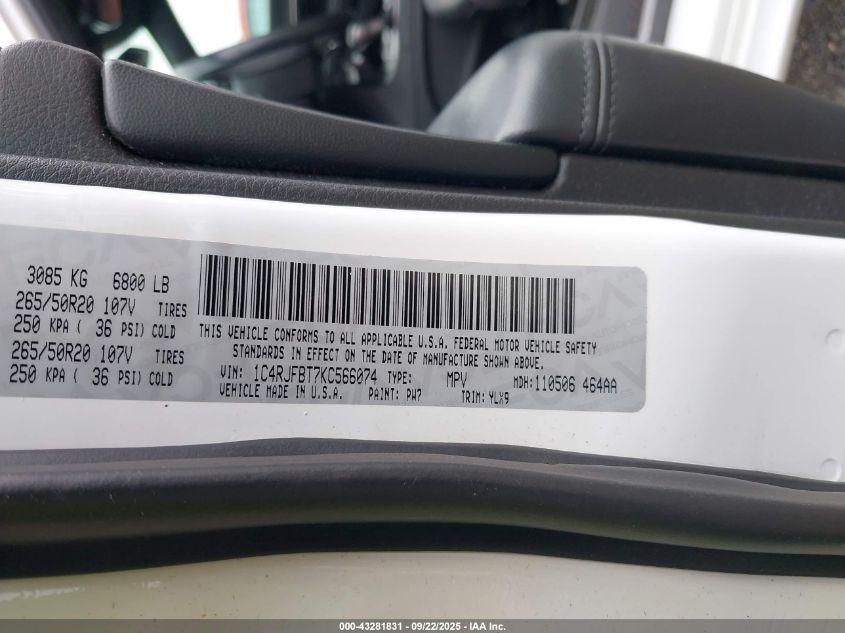 3085 KG 6800 LB
265/50R20 107V TIRES
250 KPA ( 36 PSI) COLD
265/50R20 107V TIRES
250 KPA ( 36 PSI) COLD
THIS VEHICLE CONFORMS TO ALL APPLICABLE U.S.A. FEDERAL MOTOR VEHICLE SAFETY
STANDARDS IN EFFECT ON THE DATE OF MANUFACTURE SHOWN ABOVE.
VIN: 1C4RJFBT7KC566074 TYPE: MPV MDH:110506 464AA
VEHICLE MADE IN U.S.A. PAINT: PW7 TRIM: YLX9
000-43281831 - 09/22/2025 - IAA Inc.